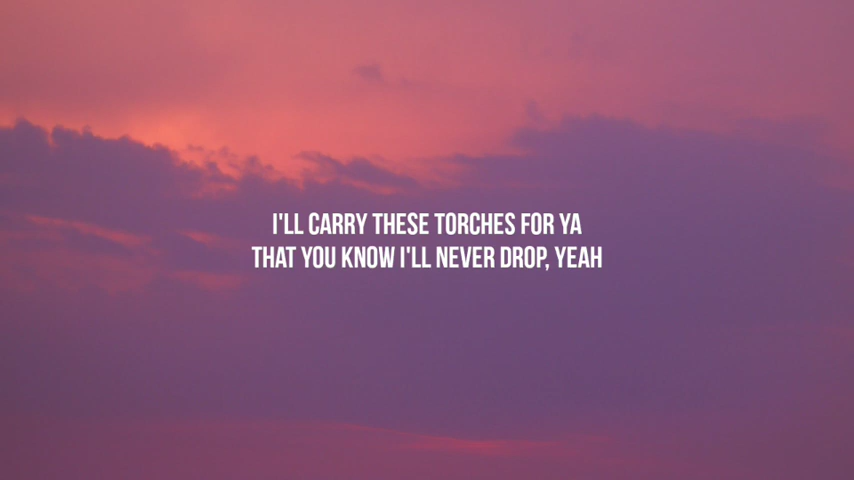 I'LL CARRY THESE TORCHES FOR YA
THAT YOU KNOW I'LL NEVER DROP, YEAH